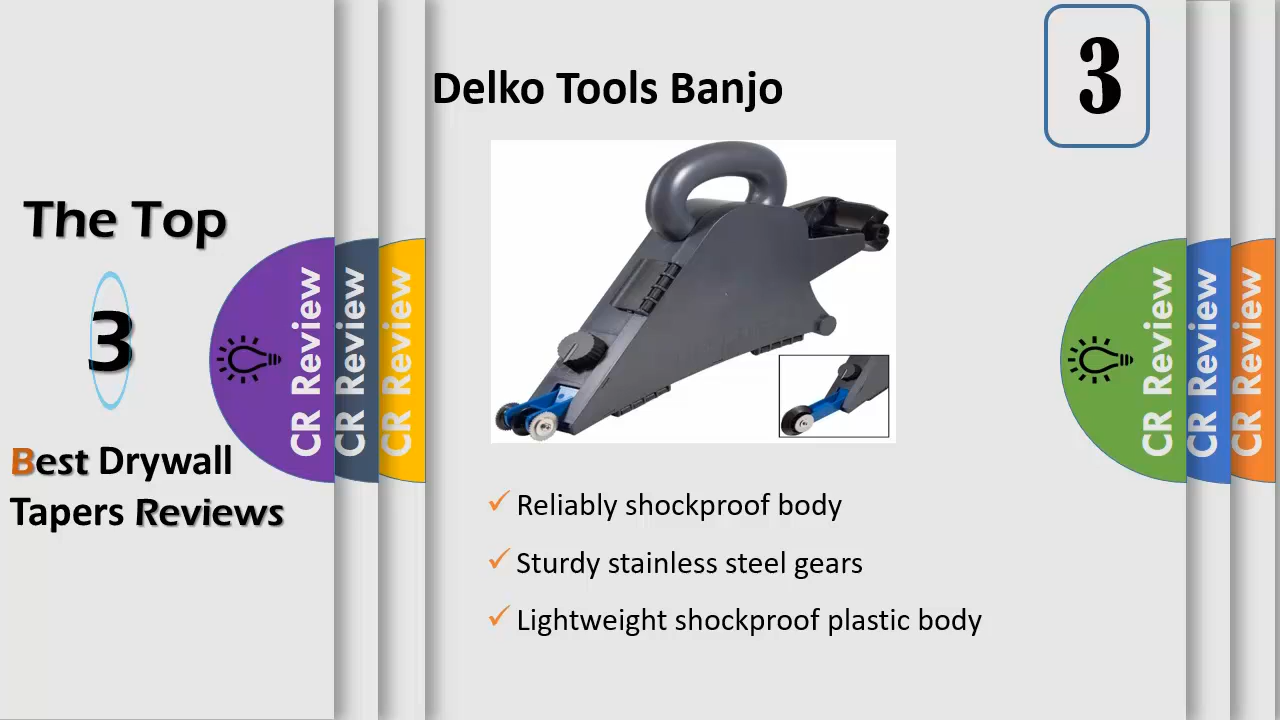 The Top
3
Best Drywall
Tapers Reviews
CR Review
CR Review
CR Review
Delko Tools Banjo
3
Reliably shockproof body
Sturdy stainless steel gears
Lightweight shockproof plastic body
CR Review
CR Review
CR Review